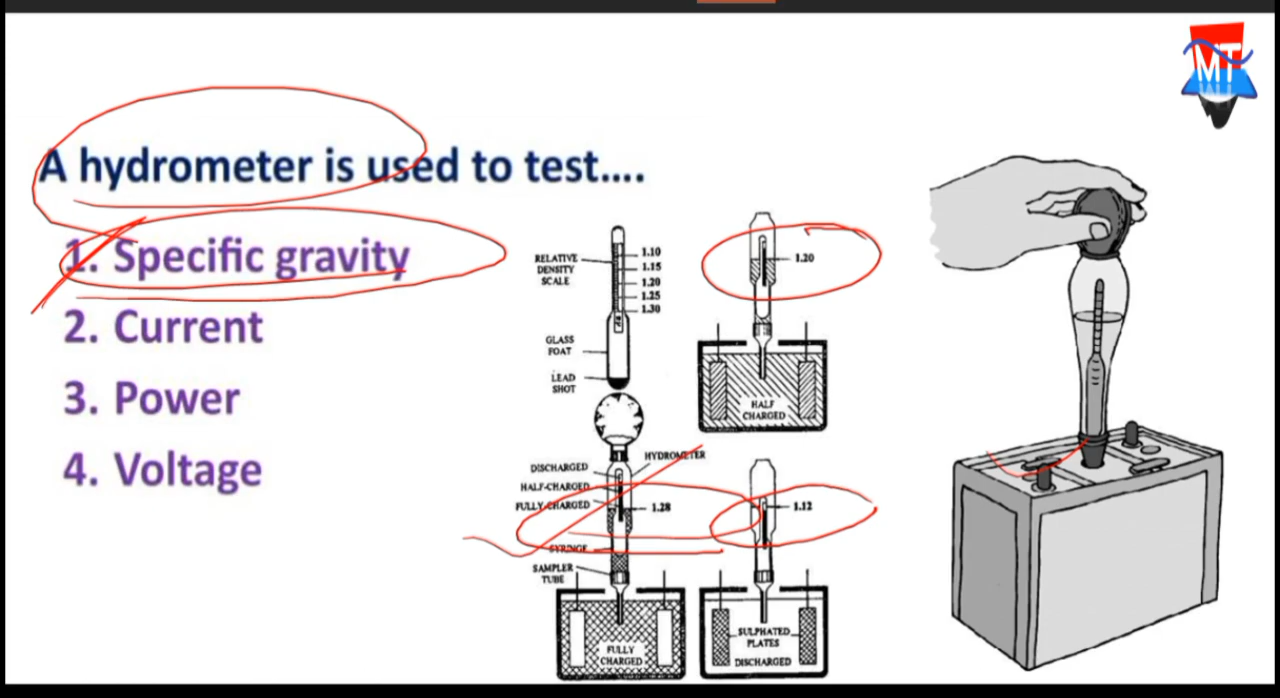 MT
A hydrometer is used to test....
1. Specific gravity
2. Current
3. Power
4. Voltage
RELATIVE
DENSITY
SCALE
1.10
1.15
1.20
1.25
1.30
GLASS
FOAT
LEAD
SHOT
1.20
HALF
CHARGED
HYDROMETER
DISCHARGED
HALF-CHARGED
FULLY-CHARGED
1.28
SYRINGE
SAMPLER
TUBE
FULLY
CHARGED
1.12
SULPHATED
PLATES
DISCHARGED